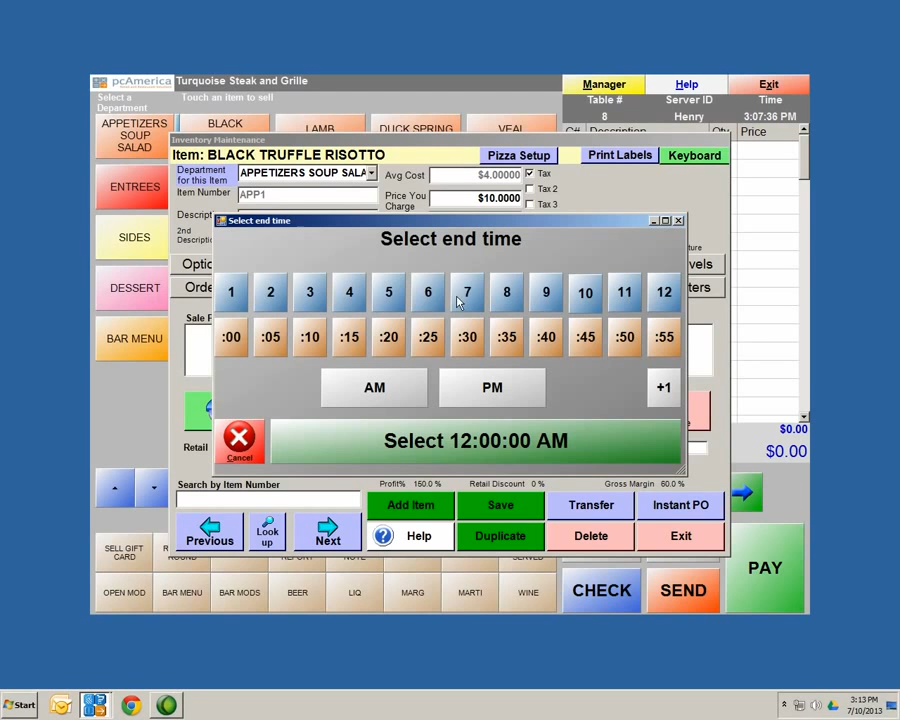 pcAmerica
Turquoise Steak and Grille
Manager
Help
Exit
Select a
Department
Touch an item to sell
Table #
Server ID
Time
8
Henry
3:07:36 PM
APPETIZERS
SOUP
SALAD
BLACK
LAMB
DUCK SPRING
VEAL
Description
Qty
Price
Inventory Maintenance
Item: BLACK TRUFFLE RISOTTO
Pizza Setup
Print Labels
Keyboard
Department
for this Item
APPETIZERS SOUP SALA
Avg Cost
$4.00000
Tax
Item Number
APP1
Price You
Charge
$10.0000
Tax 2
Tax 3
ENTREES
SIDES
DESSERT
BAR MENU
Select end time
Select end time
1 2 3 4 5 6 7 8 9 10 11 12
:00 :05 :10 :15 :20 :25 :30 :35 :40 :45 :50 :55
AM
PM
+1
Cancel
Select 12:00:00 AM
2nd
Retail
$0.00
$0.00
Search by Item Number
Profit% 150.0 %
Retail Discount 0 %
Gross Margin 60.0 %
Add Item
Save
Transfer
Instant PO
Previous
Look
up
Next
Help
Duplicate
Delete
Exit
SELL GIFT
CARD
OPEN MOD
BAR MENU
BAR MODS
BEER
LIQ
MARG
MARTI
WINE
CHECK
SEND
PAY
Start
3:13 PM
7/10/2013